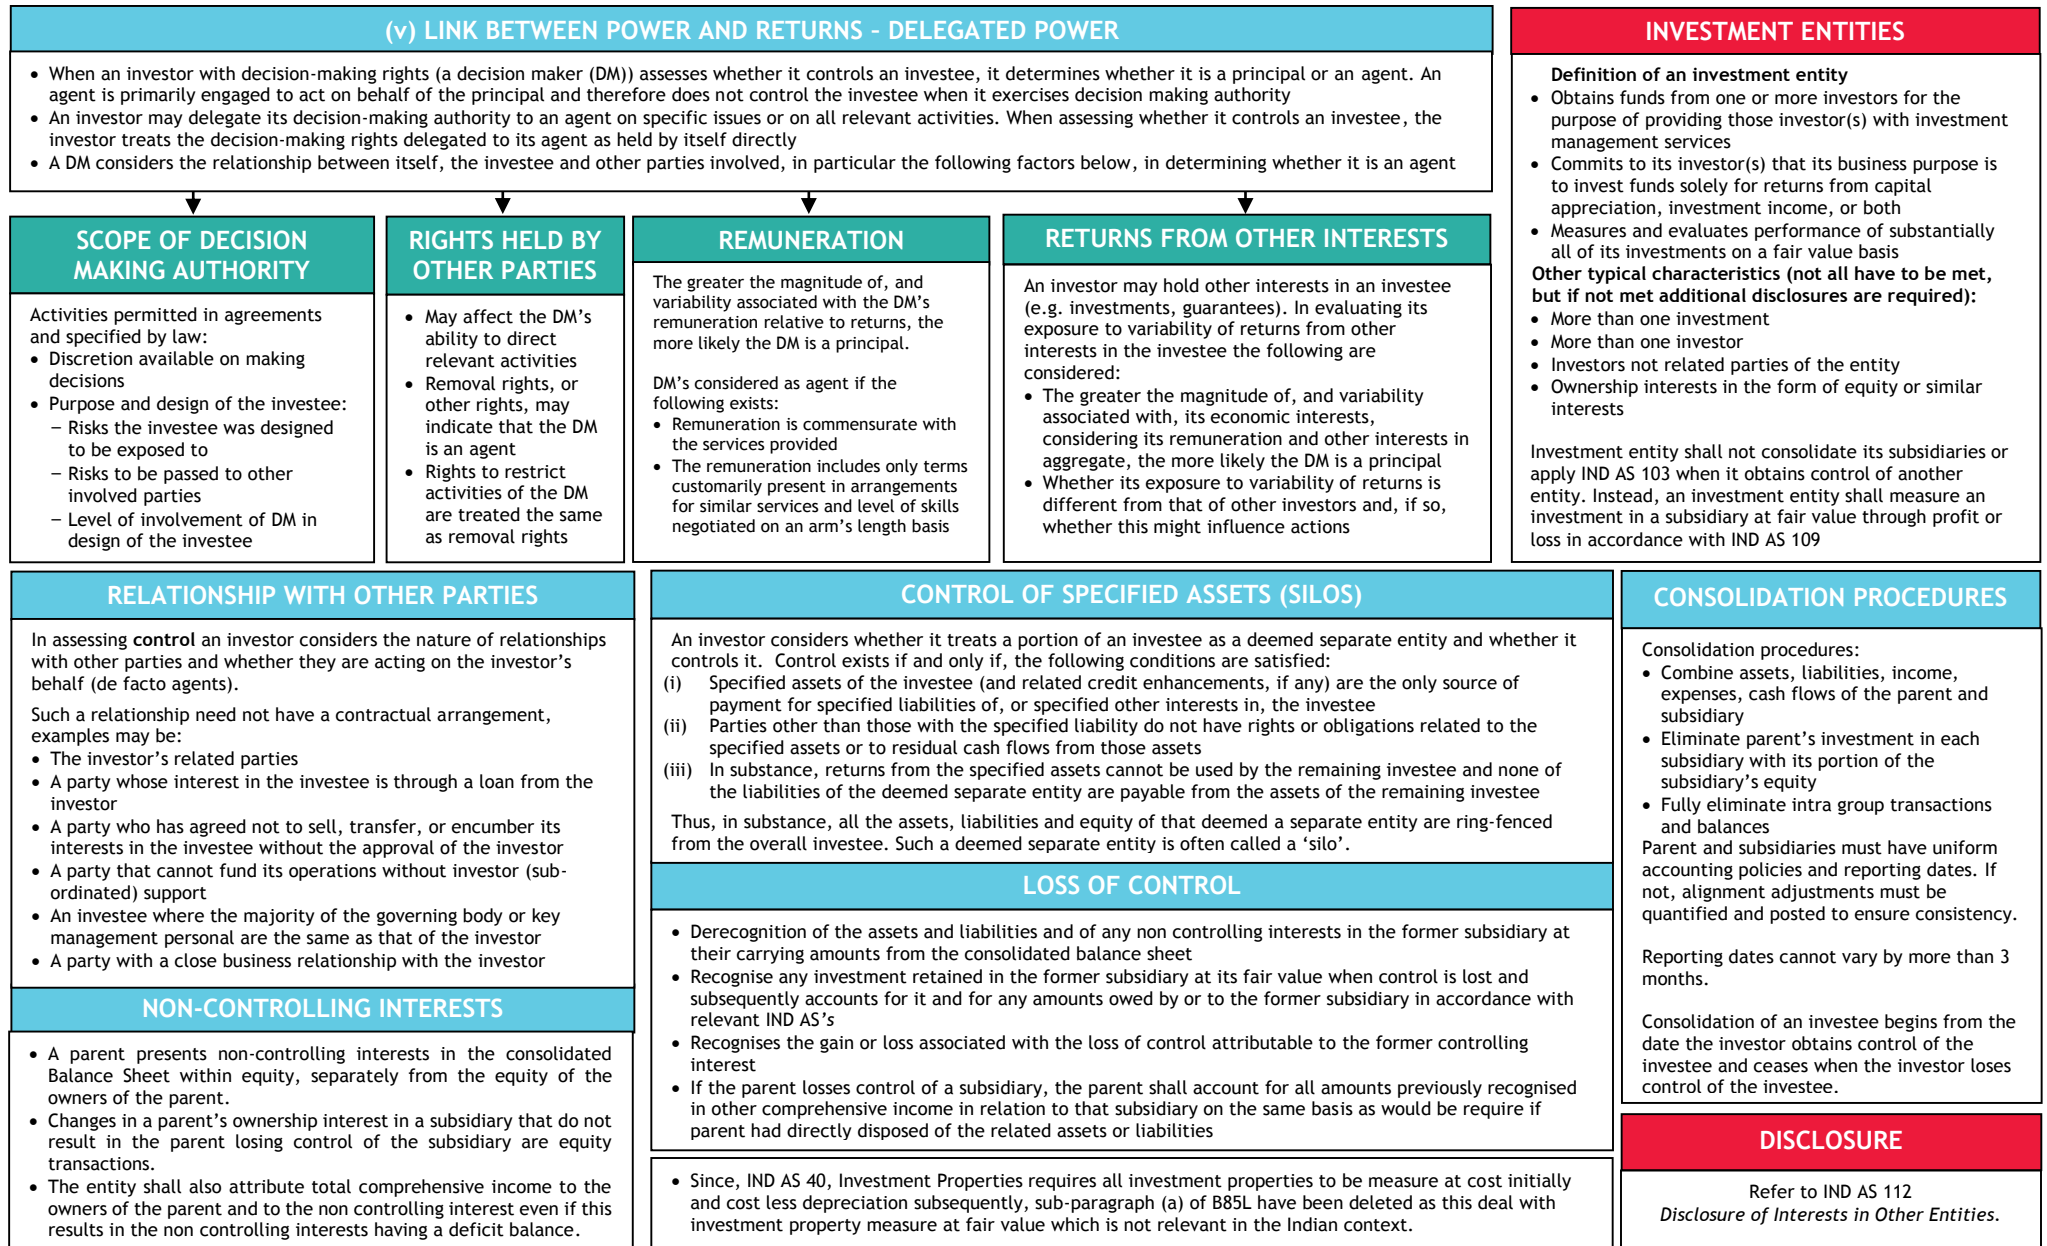 (v) LINK BETWEEN POWER AND RETURNS – DELEGATED POWER
• When an investor with decision-making rights (a decision maker (DM)) assesses whether it controls an investee, it determines whether it is a principal or an agent. An
agent is primarily engaged to act on behalf of the principal and therefore does not control the investee when it exercises decision making authority
• An investor may delegate its decision-making authority to an agent on specific issues or on all relevant activities. When assessing whether it controls an investee, the
investor treats the decision-making rights delegated to its agent as held by itself directly
• A DM considers the relationship between itself, the investee and other parties involved, in particular the following factors below, in determining whether it is an agent
SCOPE OF DECISION
MAKING AUTHORITY
Activities permitted in agreements
and specified by law:
• Discretion available on making
decisions
• Purpose and design of the investee:
– Risks the investee was designed
to be exposed to
– Risks to be passed to other
involved parties
– Level of involvement of DM in
design of the investee
RIGHTS HELD BY
OTHER PARTIES
• May affect the DM's
ability to direct
relevant activities
• Removal rights, or
other rights, may
indicate that the DM
is an agent
• Rights to restrict
activities of the DM
are treated the same
as removal rights
REMUNERATION
The greater the magnitude of, and
variability associated with the DM's
remuneration relative to returns, the
more likely the DM is a principal.
DM's considered as agent if the
following exists:
• Remuneration is commensurate with
the services provided
• The remuneration includes only terms
customarily present in arrangements
for similar services and level of skills
negotiated on an arm's length basis
RETURNS FROM OTHER INTERESTS
An investor may hold other interests in an investee
(e.g. investments, guarantees). In evaluating its
exposure to variability of returns from other
interests in the investee the following are
considered:
• The greater the magnitude of, and variability
associated with, its economic interests,
considering its remuneration and other interests in
aggregate, the more likely the DM is a principal
• Whether its exposure to variability of returns is
different from that of other investors and, if so,
whether this might influence actions
INVESTMENT ENTITIES
Definition of an investment entity
• Obtains funds from one or more investors for the
purpose of providing those investor(s) with investment
management services
• Commits to its investor(s) that its business purpose is
to invest funds solely for returns from capital
appreciation, investment income, or both
• Measures and evaluates performance of substantially
all of its investments on a fair value basis
Other typical characteristics (not all have to be met,
but if not met additional disclosures are required):
• More than one investment
• More than one investor
• Investors not related parties of the entity
• Ownership interests in the form of equity or similar
interests
Investment entity shall not consolidate its subsidiaries or
apply IND AS 103 when it obtains control of another
entity. Instead, an investment entity shall measure an
investment in a subsidiary at fair value through profit or
loss in accordance with IND AS 109
RELATIONSHIP WITH OTHER PARTIES
In assessing control an investor considers the nature of relationships
with other parties and whether they are acting on the investor's
behalf (de facto agents).
Such a relationship need not have a contractual arrangement,
examples may be:
• The investor's related parties
• A party whose interest in the investee is through a loan from the
investor
• A party who has agreed not to sell, transfer, or encumber its
interests in the investee without the approval of the investor
• A party that cannot fund its operations without investor (sub-
ordinated) support
• An investee where the majority of the governing body or key
management personal are the same as that of the investor
• A party with a close business relationship with the investor
NON-CONTROLLING INTERESTS
• A parent presents non-controlling interests in the consolidated
Balance Sheet within equity, separately from the equity of the
owners of the parent.
• Changes in a parent's ownership interest in a subsidiary that do not
result in the parent losing control of the subsidiary are equity
transactions.
• The entity shall also attribute total comprehensive income to the
owners of the parent and to the non controlling interest even if this
results in the non controlling interests having a deficit balance.
CONTROL OF SPECIFIED ASSETS (SILOS)
An investor considers whether it treats a portion of an investee as a deemed separate entity and whether it
controls it. Control exists if and only if, the following conditions are satisfied:
(i) Specified assets of the investee (and related credit enhancements, if any) are the only source of
payment for specified liabilities of, or specified other interests in, the investee
(ii) Parties other than those with the specified liability do not have rights or obligations related to the
specified assets or to residual cash flows from those assets
(iii) In substance, returns from the specified assets cannot be used by the remaining investee and none of
the liabilities of the deemed separate entity are payable from the assets of the remaining investee
Thus, in substance, all the assets, liabilities and equity of that deemed a separate entity are ring-fenced
from the overall investee. Such a deemed separate entity is often called a 'silo'.
LOSS OF CONTROL
• Derecognition of the assets and liabilities and of any non controlling interests in the former subsidiary at
their carrying amounts from the consolidated balance sheet
• Recognise any investment retained in the former subsidiary at its fair value when control is lost and
subsequently accounts for it and for any amounts owed by or to the former subsidiary in accordance with
relevant IND AS's
• Recognises the gain or loss associated with the loss of control attributable to the former controlling
interest
• If the parent losses control of a subsidiary, the parent shall account for all amounts previously recognised
in other comprehensive income in relation to that subsidiary on the same basis as would be require if
parent had directly disposed of the related assets or liabilities
• Since, IND AS 40, Investment Properties requires all investment properties to be measure at cost initially
and cost less depreciation subsequently, sub-paragraph (a) of B85L have been deleted as this deal with
investment property measure at fair value which is not relevant in the Indian context.
CONSOLIDATION PROCEDURES
Consolidation procedures:
• Combine assets, liabilities, income,
expenses, cash flows of the parent and
subsidiary
• Eliminate parent's investment in each
subsidiary with its portion of the
subsidiary's equity
• Fully eliminate intra group transactions
and balances
Parent and subsidiaries must have uniform
accounting policies and reporting dates. If
not, alignment adjustments must be
quantified and posted to ensure consistency.
Reporting dates cannot vary by more than 3
months.
Consolidation of an investee begins from the
date the investor obtains control of the
investee and ceases when the investor loses
control of the investee.
DISCLOSURE
Refer to IND AS 112
Disclosure of Interests in Other Entities.